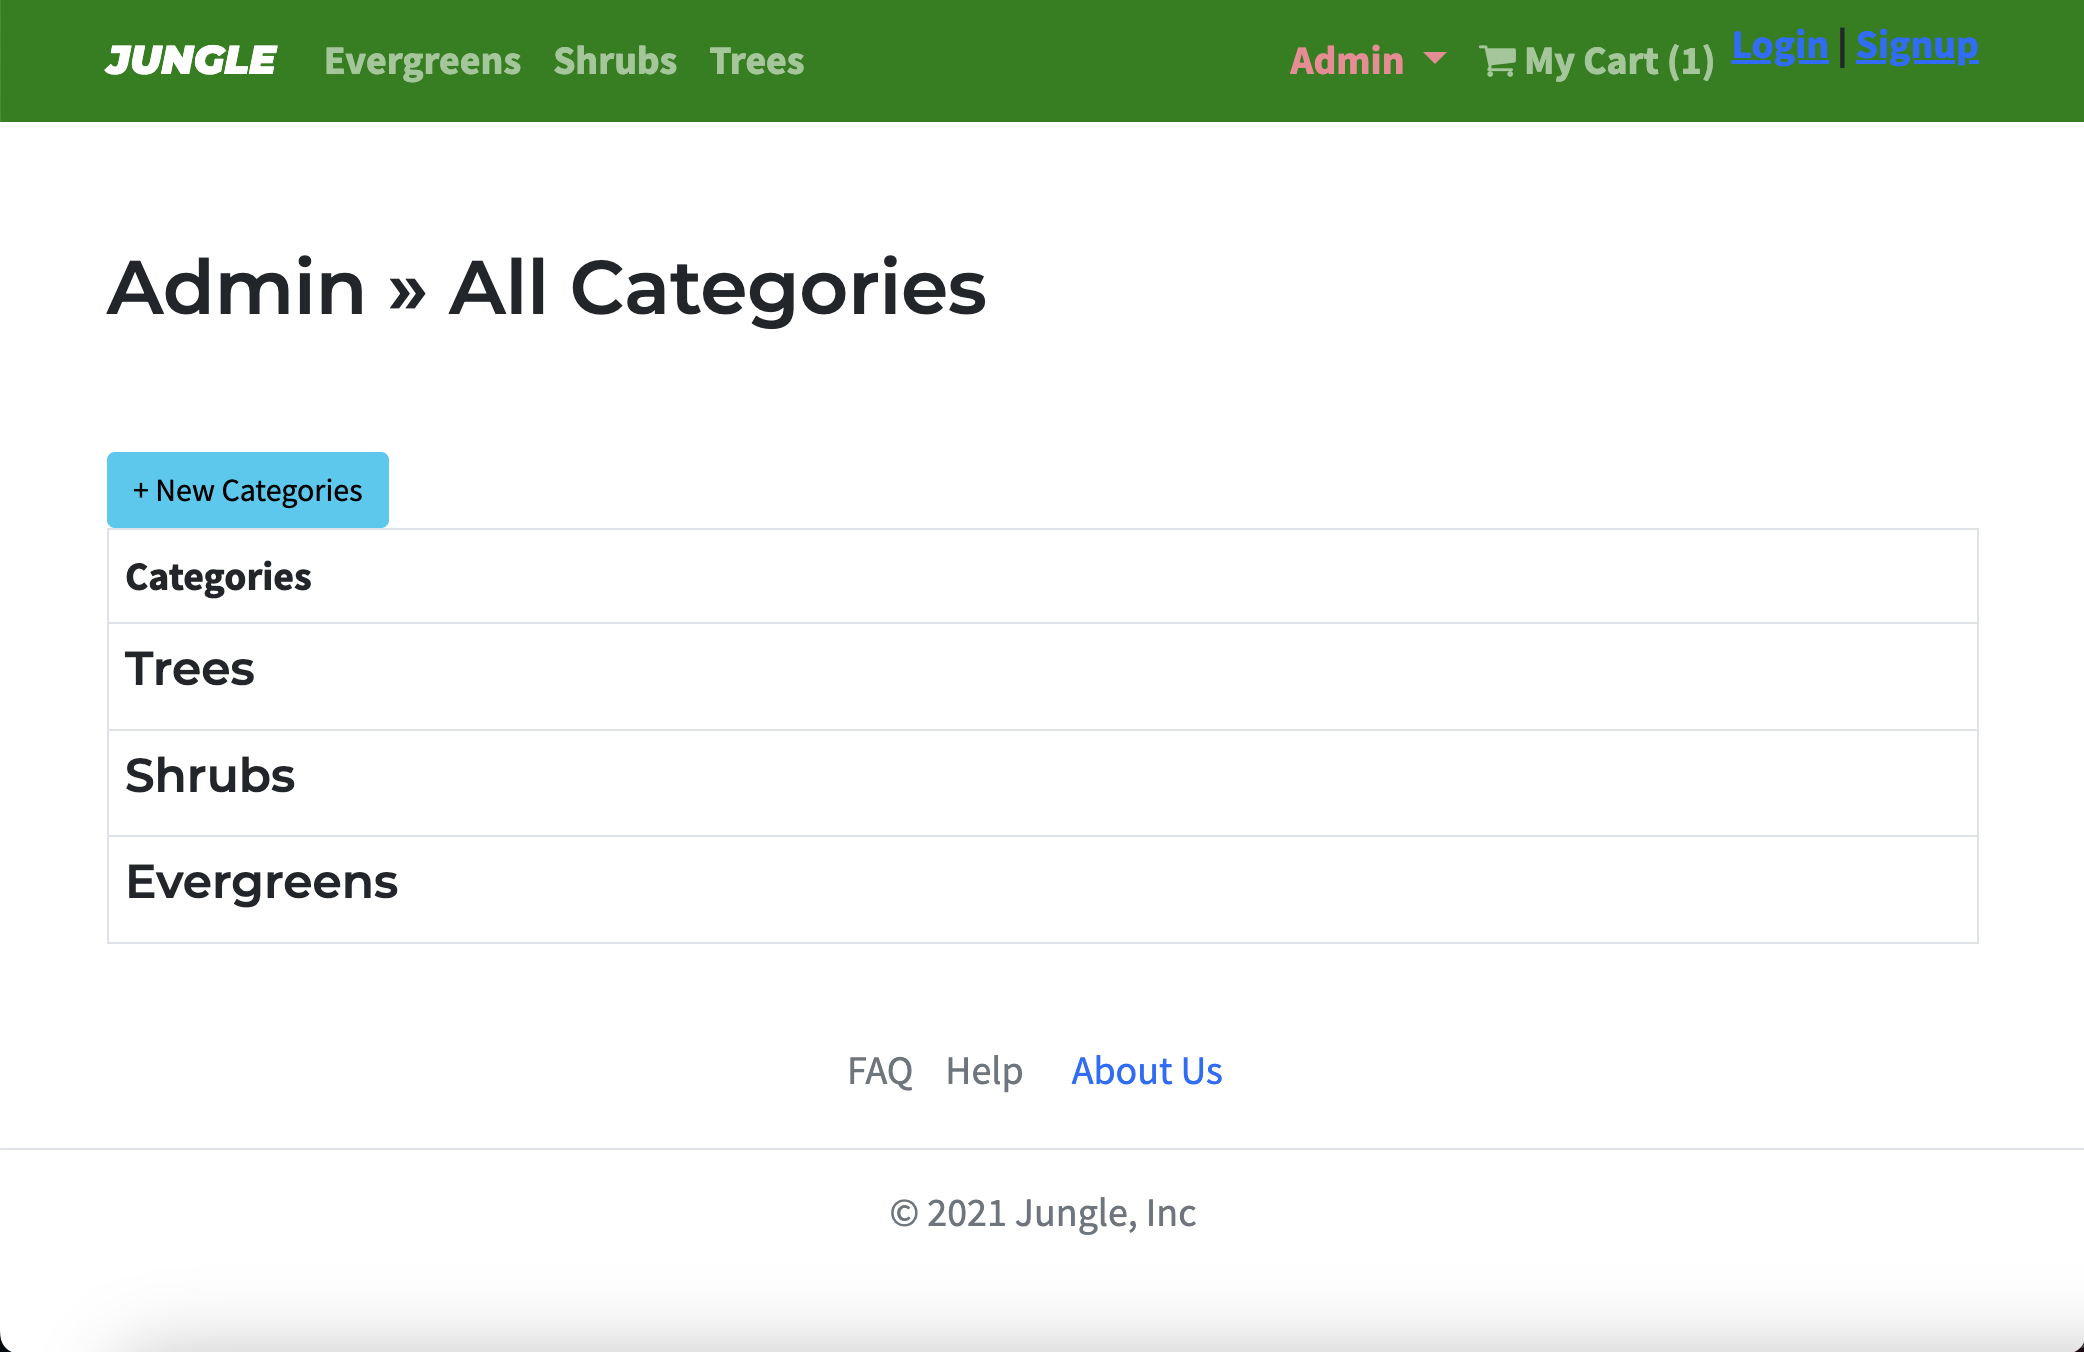 JUNGLE Evergreens Shrubs Trees Admin My Cart (1) Login | Signup
Admin » All Categories
+ New Categories
Categories
Trees
Shrubs
Evergreens
FAQ Help About Us
© 2021 Jungle, Inc